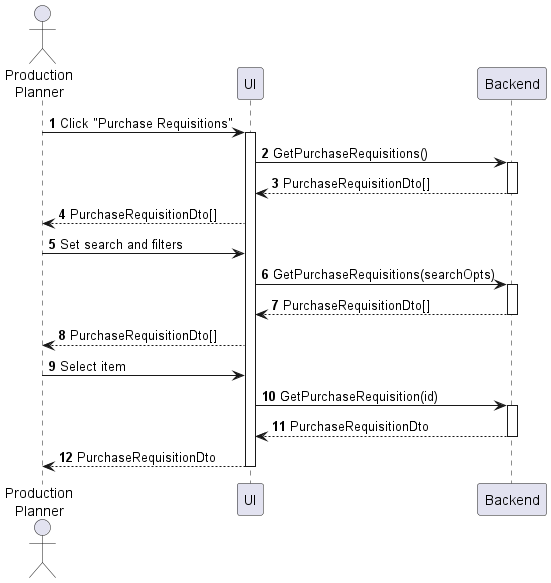 Production
Planner
UI
Backend
1 Click "Purchase Requisitions"
2 GetPurchaseRequisitions()
3 PurchaseRequisitionDto[]
4 PurchaseRequisitionDto[]
5 Set search and filters
6 GetPurchaseRequisitions(searchOpts)
7 PurchaseRequisitionDto[]
8 PurchaseRequisitionDto[]
9 Select item
10 GetPurchaseRequisition(id)
11 PurchaseRequisitionDto
12 PurchaseRequisitionDto
Production
Planner
UI
Backend